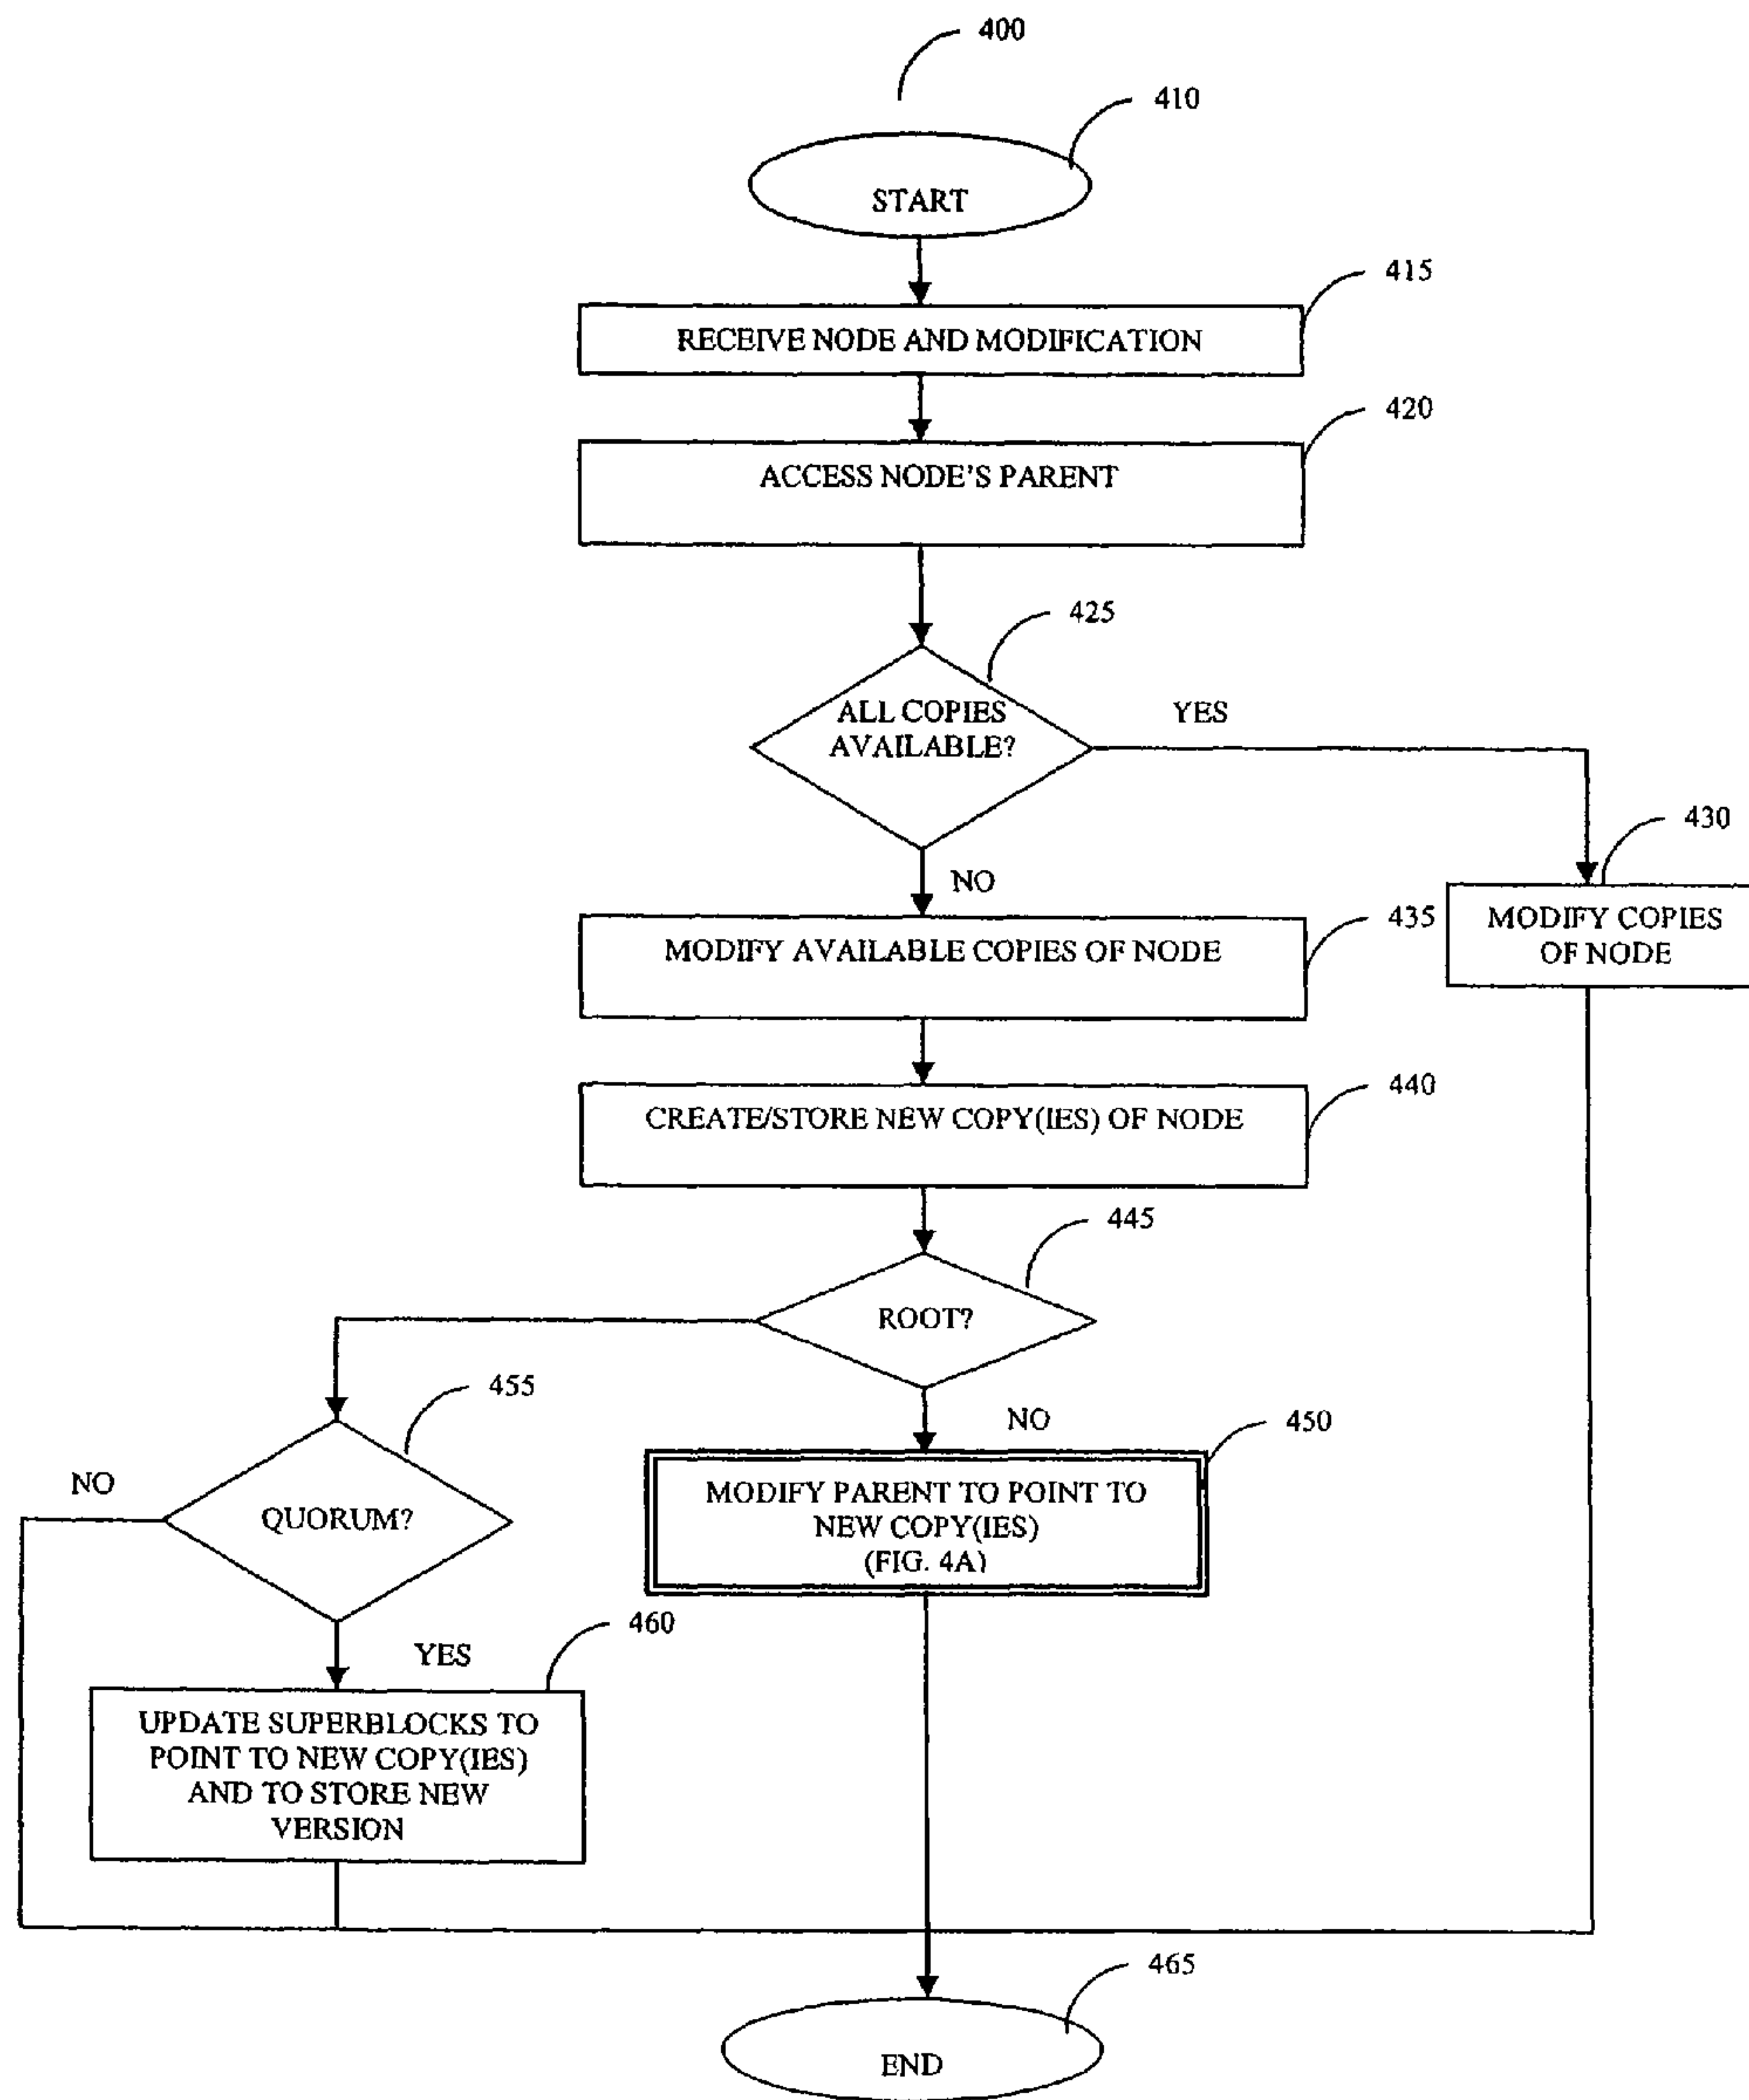 400
410
START
415
RECEIVE NODE AND MODIFICATION
420
ACCESS NODE'S PARENT
425
ALL COPIES
AVAILABLE?
YES
430
NO
MODIFY COPIES
OF NODE
435
MODIFY AVAILABLE COPIES OF NODE
440
CREATE/STORE NEW COPY(IES) OF NODE
445
ROOT?
455
NO
450
NO
QUORUM?
MODIFY PARENT TO POINT TO
NEW COPY(IES)
(FIG. 4A)
460
YES
UPDATE SUPERBLOCKS TO
POINT TO NEW COPY(IES)
AND TO STORE NEW
VERSION
465
END